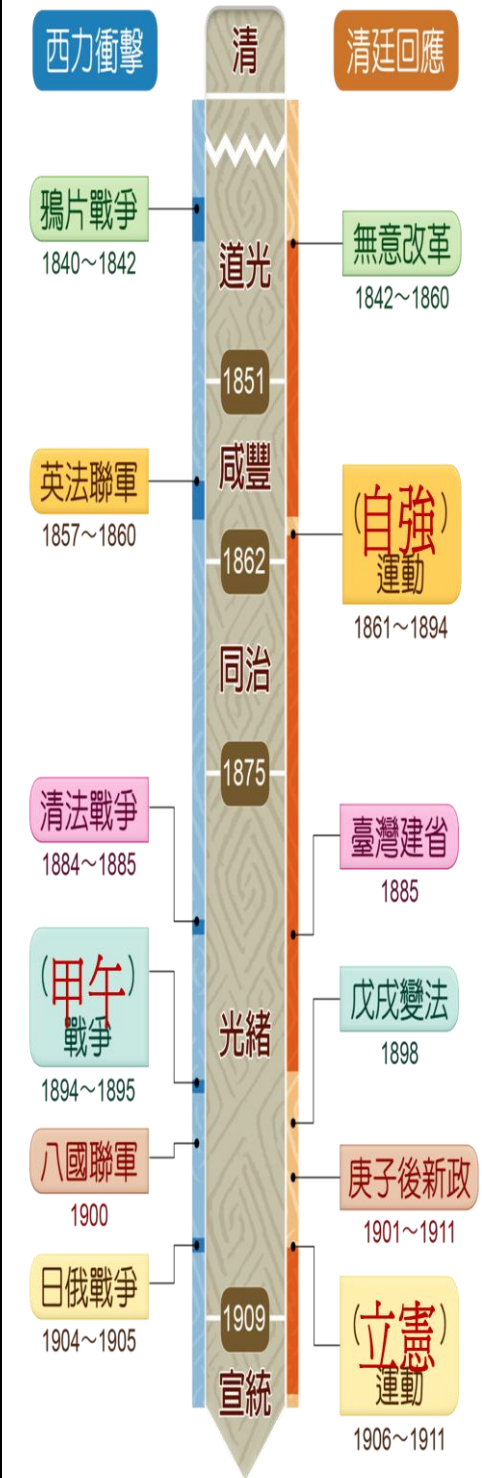 西力衝擊
清
清廷回應
鴉片戰爭
1840～1842
道光
無意改革
1842～1860
1851
咸豐
英法聯軍
1857～1860
(自強)
運動
1861～1894
1862
同治
1875
清法戰爭
1884～1885
臺灣建省
1885
(甲午)
戰爭
1894～1895
光緒
戊戌變法
1898
八國聯軍
1900
庚子後新政
1901～1911
日俄戰爭
1904～1905
1909
宣統
(立憲)
運動
1906～1911